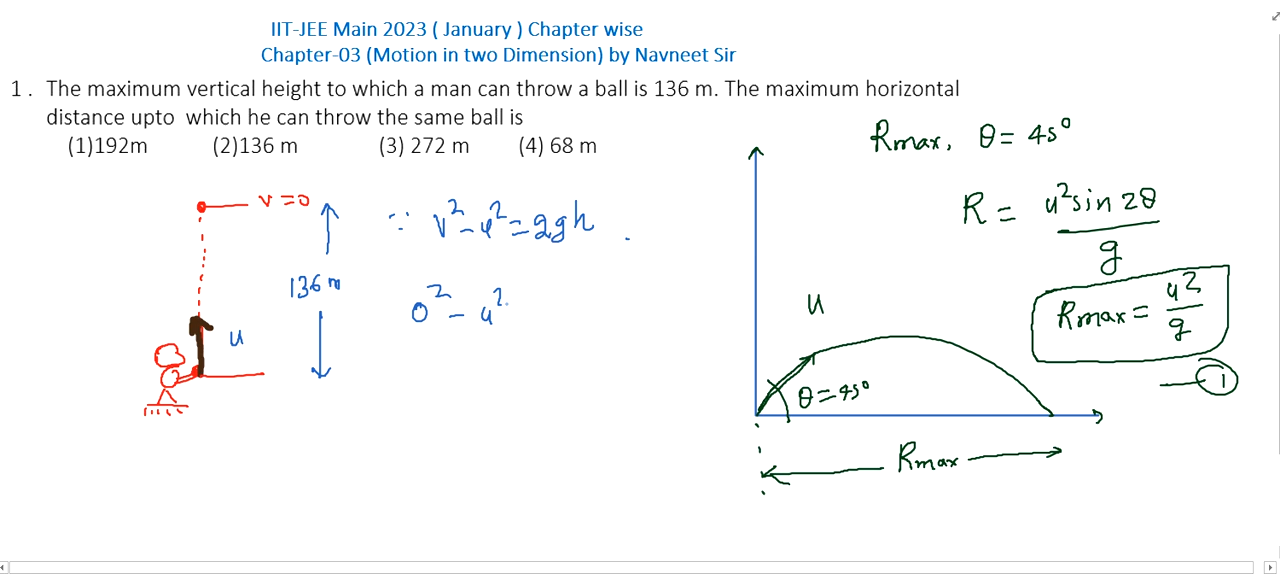 IIT-JEE Main 2023 ( January ) Chapter wise
Chapter-03 (Motion in two Dimension) by Navneet Sir
1 . The maximum vertical height to which a man can throw a ball is 136 m. The maximum horizontal
distance upto which he can throw the same ball is
(1)192m (2)136 m (3) 272 m (4) 68 m
Rmax, θ = 45°
v = 0
∵ v² - u² = 2gh
R = u² sin 2θ / g
136 m
0² - u²
u
u
Rmax = u² / g
1
θ = 45°
Rmax